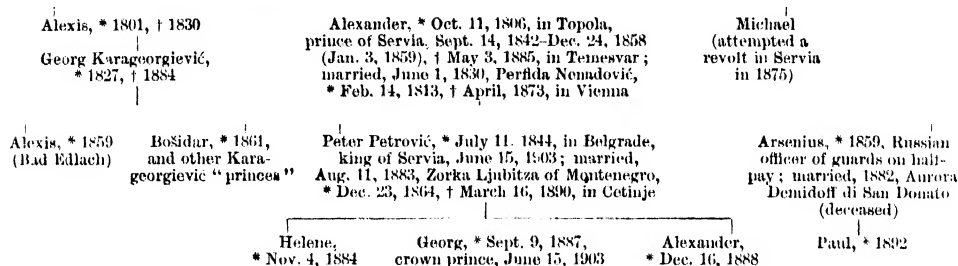 Alexis, * 1801, † 1830
Georg Karageorgiević,
* 1827, † 1884
Alexander, * Oct. 11, 1806, in Topola,
prince of Servia, Sept. 14, 1842–Dec. 24, 1858
(Jan. 3, 1859), † May 3, 1885, in Temesvar;
married, June 1, 1830, Persida Nenadović,
* Feb. 14, 1813, † April, 1873, in Vienna
Michael
(attempted a
revolt in Servia
in 1875)
Alexis, * 1859
(Bad Edlach)
Bošidar, * 1861,
and other Kara-
georgiević "princes"
Peter Petrović, * July 11. 1844, in Belgrade,
king of Servia, June 15, 1903; married,
Aug. 11, 1883, Zorka Ljubitza of Montenegro,
* Dec. 23, 1864, † March 16, 1890, in Cetinje
Arsenius, * 1859, Russian
officer of guards on half-
pay; married, 1882, Aurora
Demidoff di San Donato
(deceased)
Helene,
* Nov. 4, 1884
Georg, * Sept. 9, 1887,
crown prince, June 15, 1903
Alexander,
* Dec. 16, 1888
Paul, * 1892